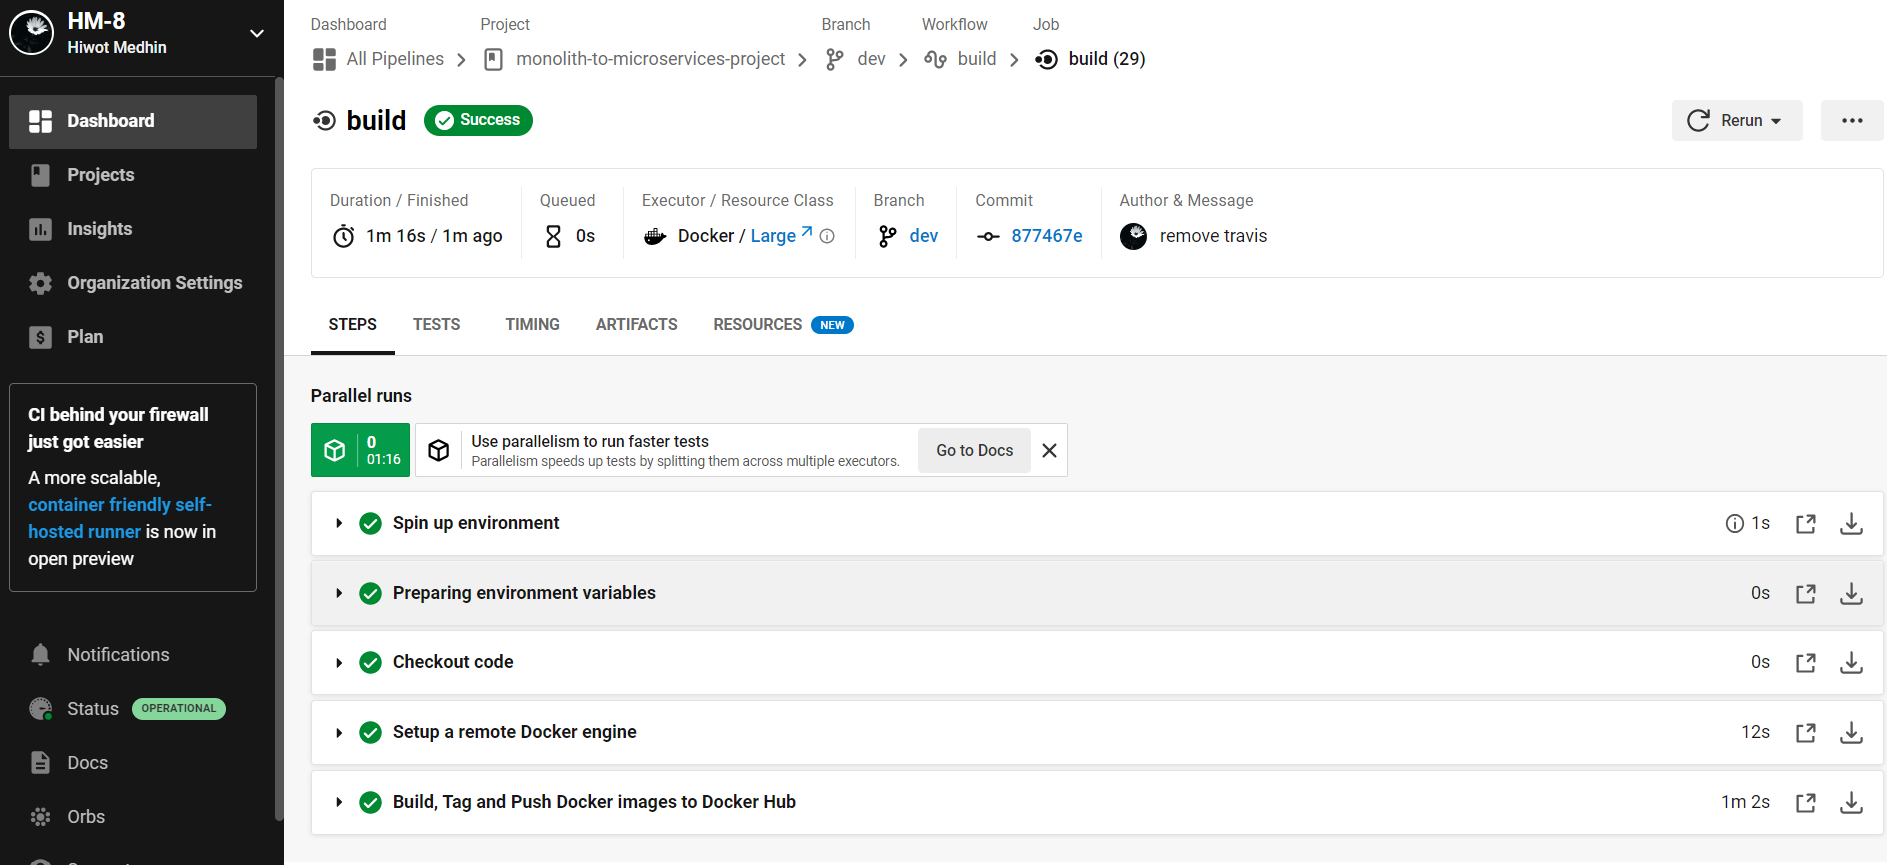 HM-8
Hiwot Medhin
Dashboard
Projects
Insights
Organization Settings
Plan
CI behind your firewall
just got easier
A more scalable,
container friendly self-
hosted runner is now in
open preview
Notifications
Status OPERATIONAL
Docs
Orbs
Dashboard Project Branch Workflow Job
All Pipelines monolith-to-microservices-project dev build build (29)
build Success
Rerun
Duration / Finished Queued Executor / Resource Class Branch Commit Author & Message
1m 16s / 1m ago 0s Docker / Large dev 877467e remove travis
STEPS TESTS TIMING ARTIFACTS RESOURCES NEW
Parallel runs
0
01:16
Use parallelism to run faster tests
Parallelism speeds up tests by splitting them across multiple executors.
Go to Docs
Spin up environment 1s
Preparing environment variables 0s
Checkout code 0s
Setup a remote Docker engine 12s
Build, Tag and Push Docker images to Docker Hub 1m 2s